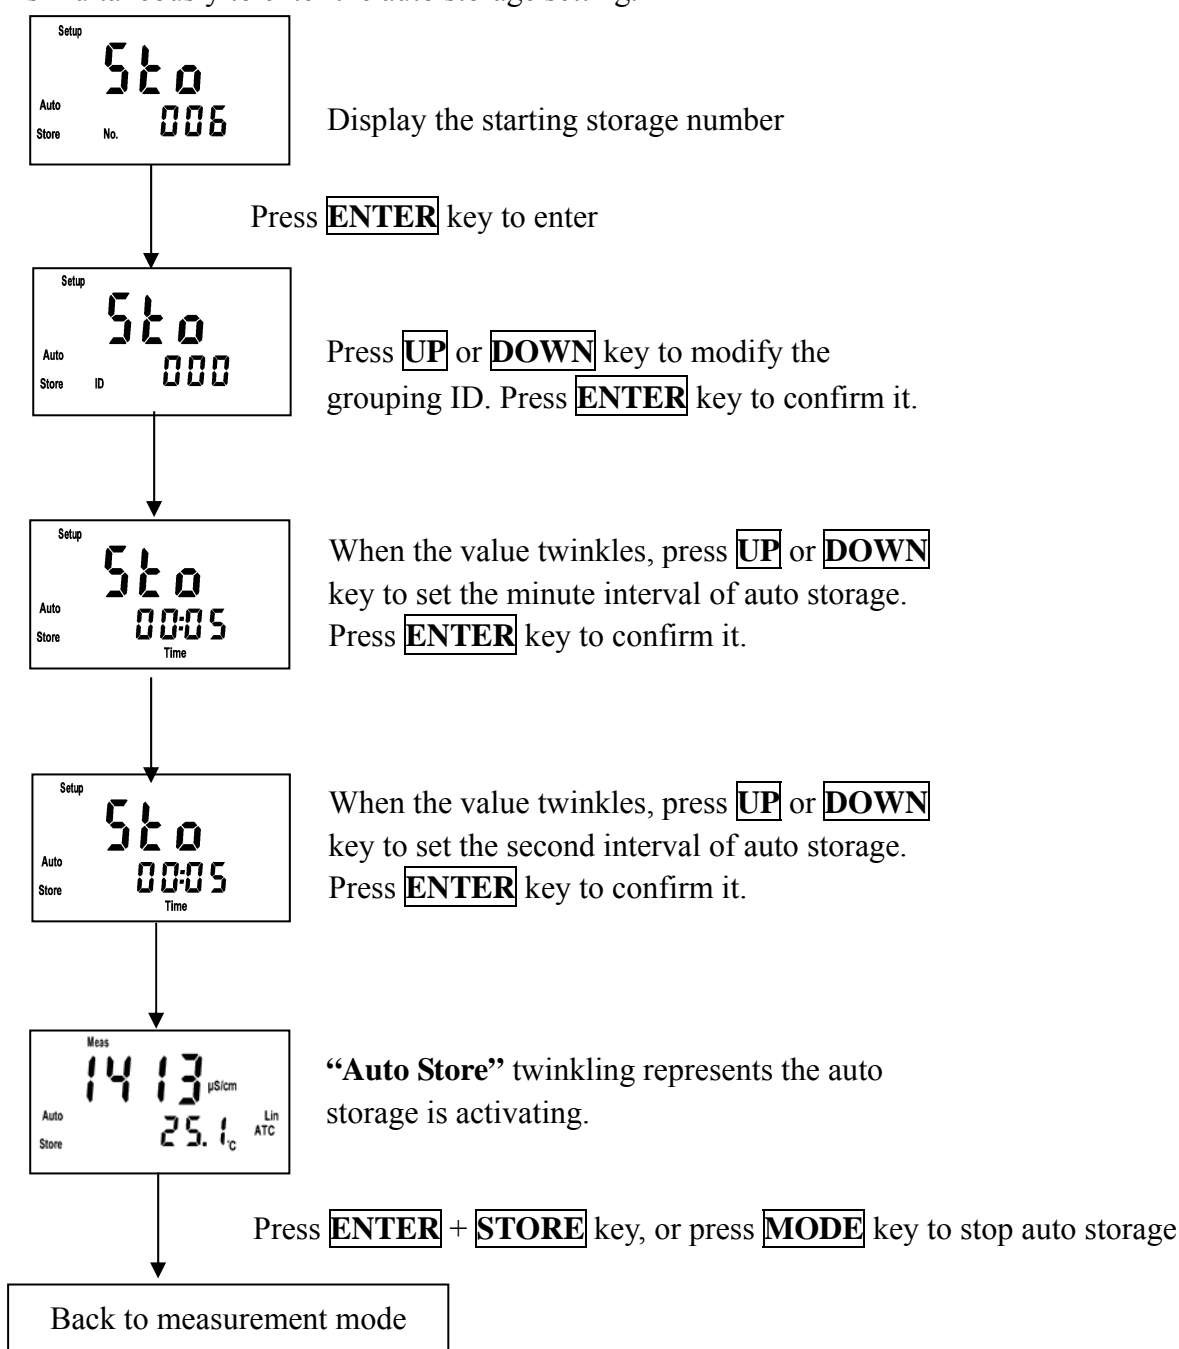 simultaneously to enter the auto storage setting.
Setup
Sto
Auto
Store No. 006
Display the starting storage number
Press ENTER key to enter
Setup
Sto
Auto
Store ID 000
Press UP or DOWN key to modify the
grouping ID. Press ENTER key to confirm it.
Setup
Sto
Auto
Store 00:05
Time
When the value twinkles, press UP or DOWN
key to set the minute interval of auto storage.
Press ENTER key to confirm it.
Setup
Sto
Auto
Store 00:05
Time
When the value twinkles, press UP or DOWN
key to set the second interval of auto storage.
Press ENTER key to confirm it.
Meas
1413 µS/cm
Auto Lin
Store 25.1 °C ATC
“Auto Store” twinkling represents the auto
storage is activating.
Press ENTER + STORE key, or press MODE key to stop auto storage
Back to measurement mode